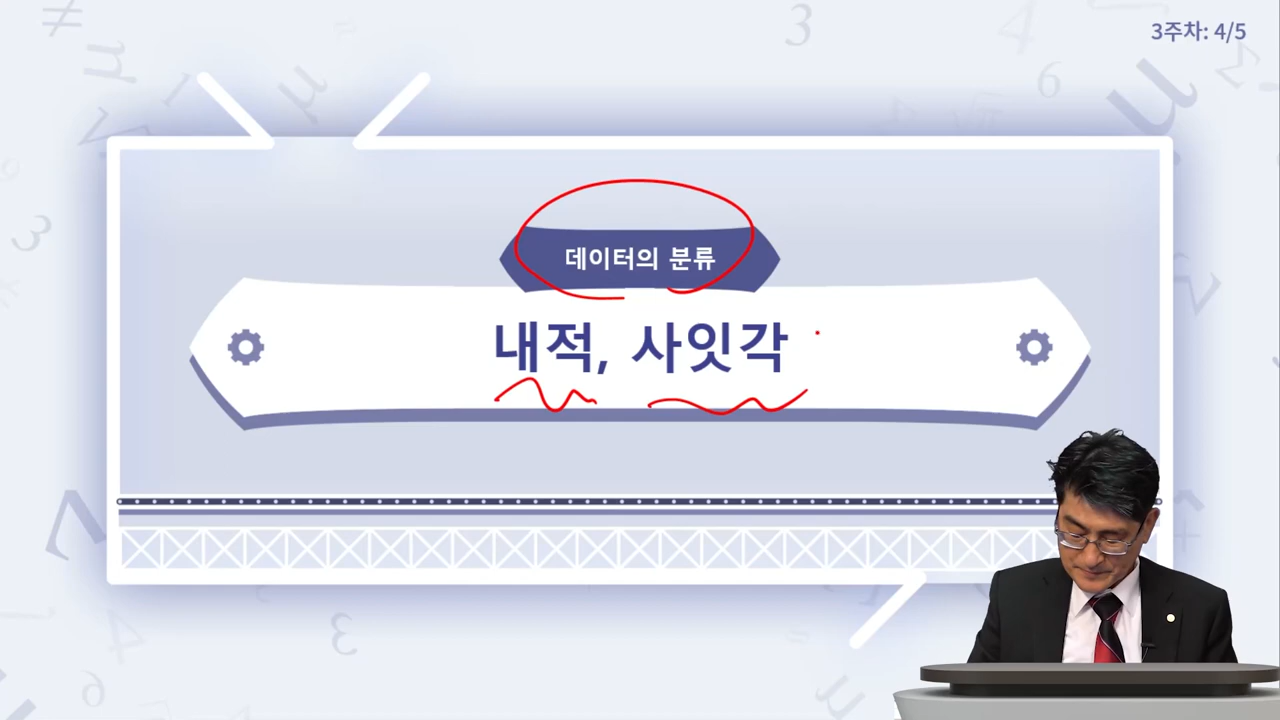 3주차: 4/5
데이터의 분류
내적, 사잇각